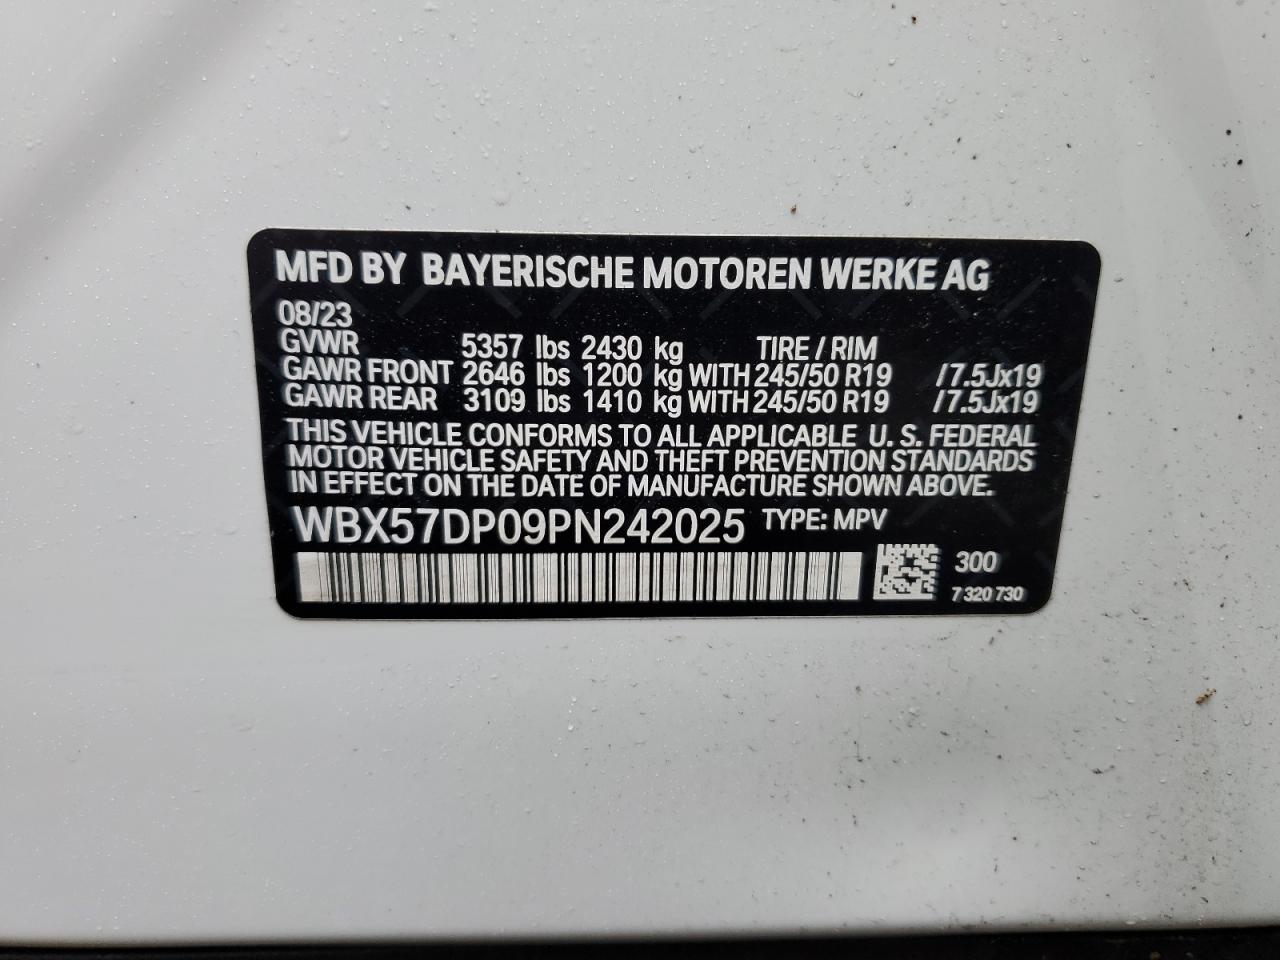 MFD BY BAYERISCHE MOTOREN WERKE AG
08/23
GVWR 5357 lbs 2430 kg TIRE / RIM
GAWR FRONT 2646 lbs 1200 kg WITH 245/50 R19 / 7.5Jx19
GAWR REAR 3109 lbs 1410 kg WITH 245/50 R19 / 7.5Jx19
THIS VEHICLE CONFORMS TO ALL APPLICABLE U. S. FEDERAL
MOTOR VEHICLE SAFETY AND THEFT PREVENTION STANDARDS
IN EFFECT ON THE DATE OF MANUFACTURE SHOWN ABOVE.
WBX57DP09PN242025 TYPE: MPV
300
7 320 730